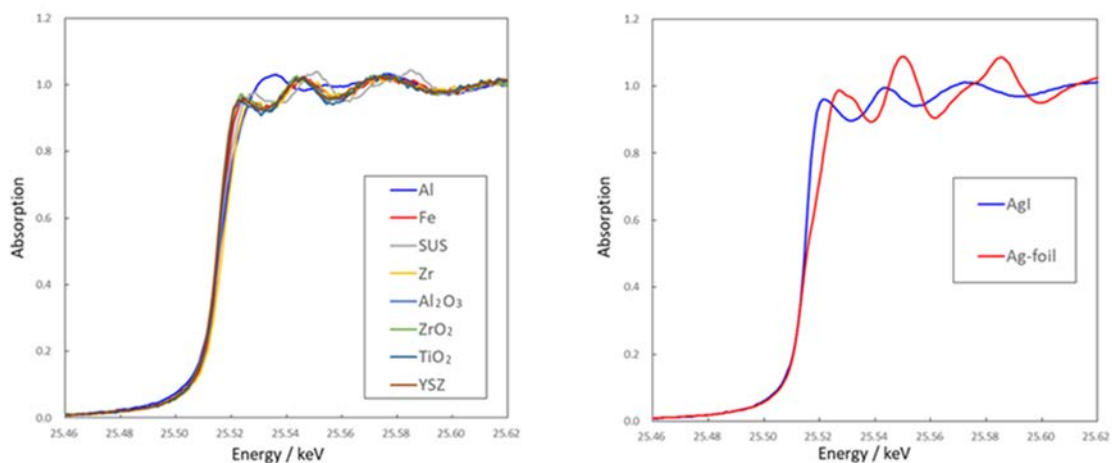 1.2
1.0
0.8
0.6
0.4
0.2
0.0
Absorption
25.46 25.48 25.50 25.52 25.54 25.56 25.58 25.60 25.62
Energy / keV
Al
Fe
SUS
Zr
Al₂O₃
ZrO₂
TiO₂
YSZ
1.2
1.0
0.8
0.6
0.4
0.2
0.0
Absorption
25.46 25.48 25.50 25.52 25.54 25.56 25.58 25.60 25.62
Energy / keV
AgI
Ag-foil